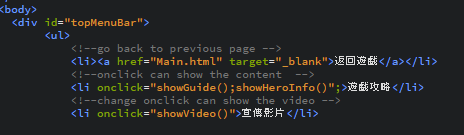 <body>
<div id="topMenuBar">
<ul>
<!--go back to previous page -->
<li><a href="Main.html" target="_blank">返回遊戲</a></li>
<!--onclick can show the content  -->
<li onclick="showGuide();showHeroInfo()";>遊戲攻略</li>
<!--change onclick can show the video -->
<li onclick="showVideo()">宣傳影片</li>